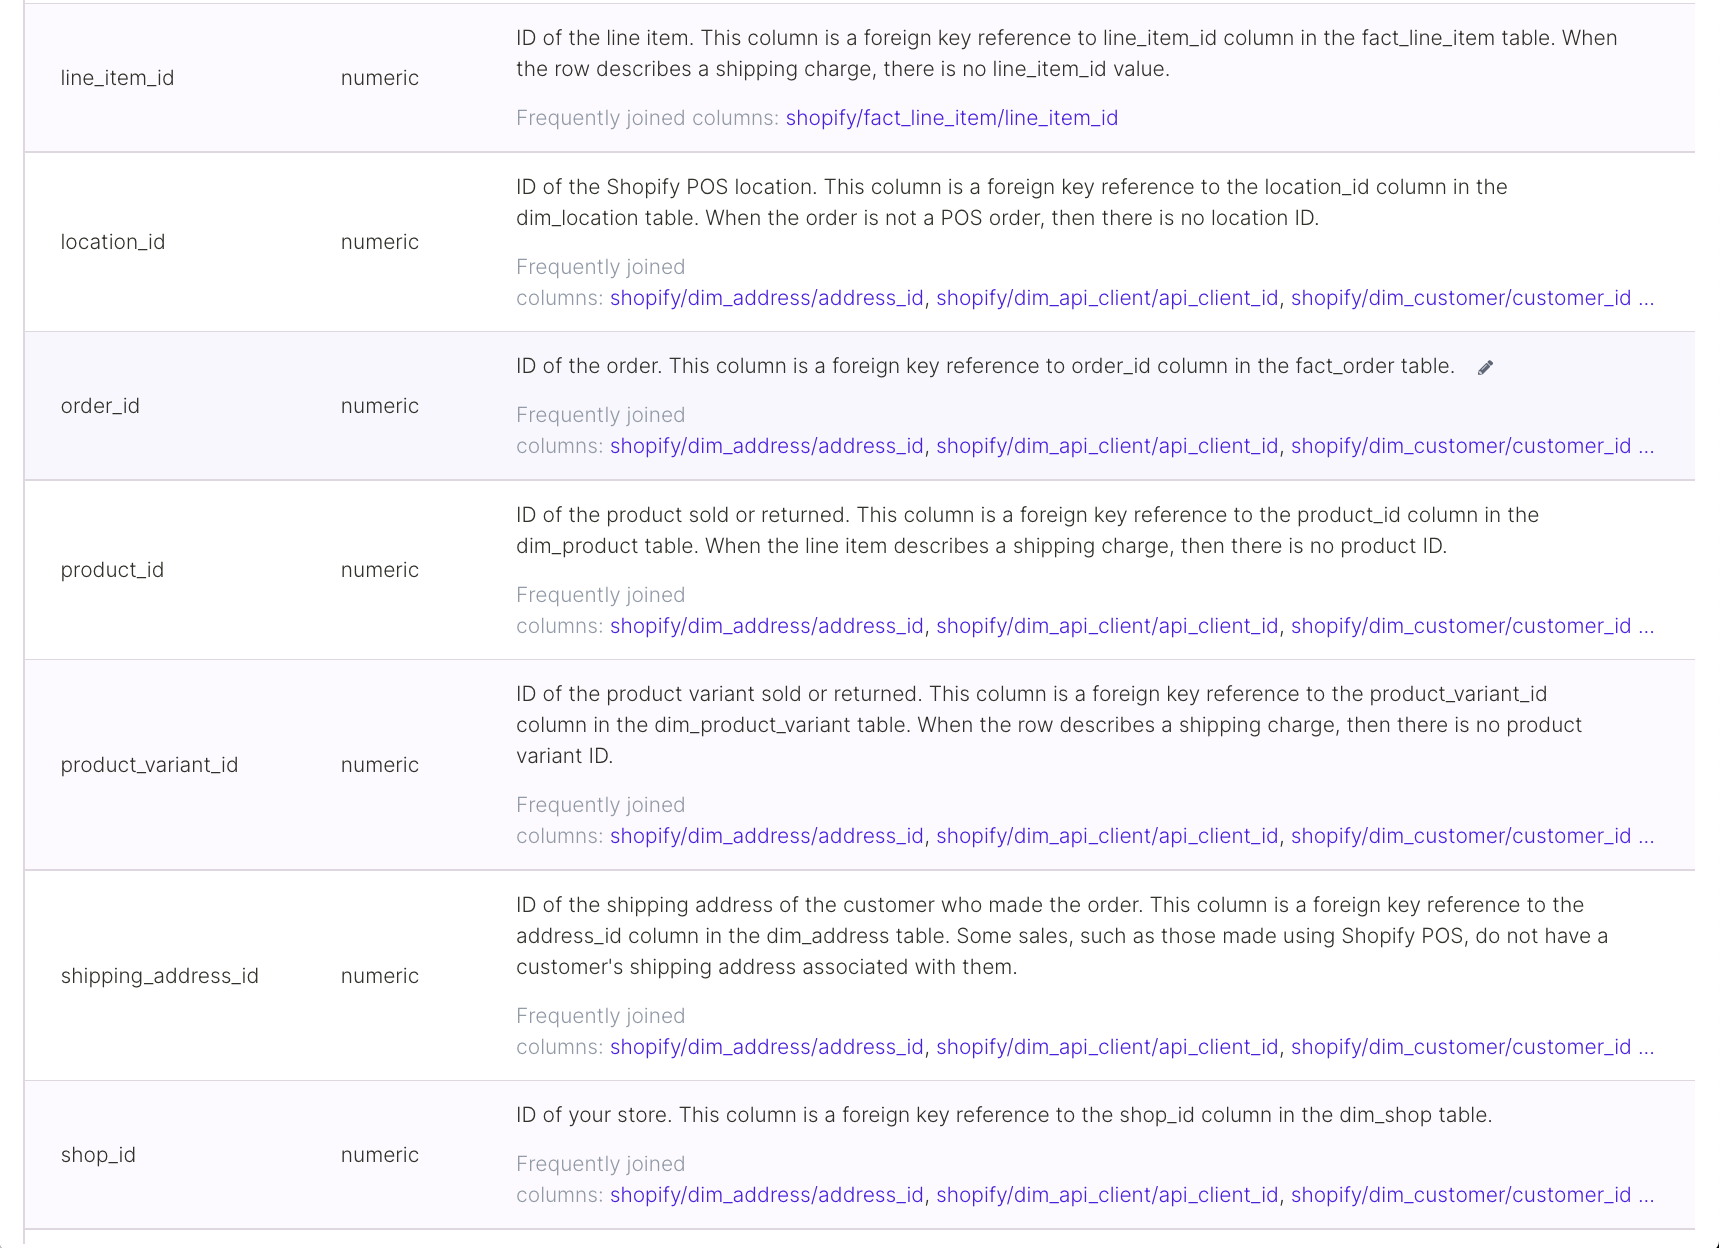 line_item_id
numeric
ID of the line item. This column is a foreign key reference to line_item_id column in the fact_line_item table. When
the row describes a shipping charge, there is no line_item_id value.
Frequently joined columns: shopify/fact_line_item/line_item_id
location_id
numeric
ID of the Shopify POS location. This column is a foreign key reference to the location_id column in the
dim_location table. When the order is not a POS order, then there is no location ID.
Frequently joined
columns: shopify/dim_address/address_id, shopify/dim_api_client/api_client_id, shopify/dim_customer/customer_id ...
order_id
numeric
ID of the order. This column is a foreign key reference to order_id column in the fact_order table.
Frequently joined
columns: shopify/dim_address/address_id, shopify/dim_api_client/api_client_id, shopify/dim_customer/customer_id ...
product_id
numeric
ID of the product sold or returned. This column is a foreign key reference to the product_id column in the
dim_product table. When the line item describes a shipping charge, then there is no product ID.
Frequently joined
columns: shopify/dim_address/address_id, shopify/dim_api_client/api_client_id, shopify/dim_customer/customer_id ...
product_variant_id
numeric
ID of the product variant sold or returned. This column is a foreign key reference to the product_variant_id
column in the dim_product_variant table. When the row describes a shipping charge, then there is no product
variant ID.
Frequently joined
columns: shopify/dim_address/address_id, shopify/dim_api_client/api_client_id, shopify/dim_customer/customer_id ...
shipping_address_id
numeric
ID of the shipping address of the customer who made the order. This column is a foreign key reference to the
address_id column in the dim_address table. Some sales, such as those made using Shopify POS, do not have a
customer's shipping address associated with them.
Frequently joined
columns: shopify/dim_address/address_id, shopify/dim_api_client/api_client_id, shopify/dim_customer/customer_id ...
shop_id
numeric
ID of your store. This column is a foreign key reference to the shop_id column in the dim_shop table.
Frequently joined
columns: shopify/dim_address/address_id, shopify/dim_api_client/api_client_id, shopify/dim_customer/customer_id ...